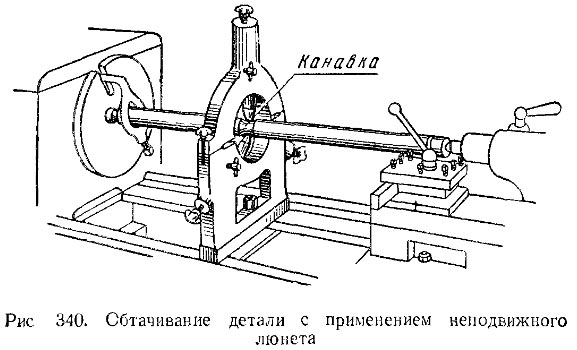 Канавка
Рис 340. Обтачивание детали с применением неподвижного
люнета